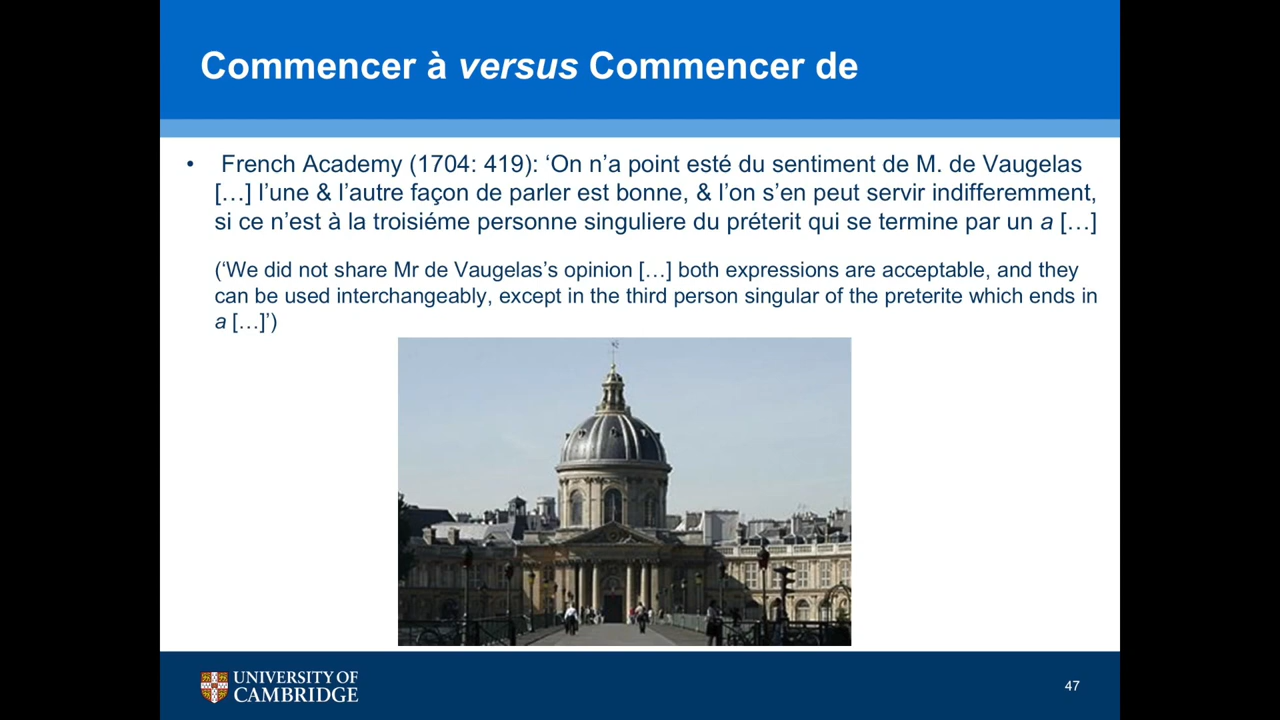 Commencer à versus Commencer de
• French Academy (1704: 419): ‘On n’a point esté du sentiment de M. de Vaugelas
[…] l’une & l’autre façon de parler est bonne, & l’on s’en peut servir indifferemment,
si ce n’est à la troisiéme personne singuliere du préterit qui se termine par un a […]
(‘We did not share Mr de Vaugelas’s opinion […] both expressions are acceptable, and they
can be used interchangeably, except in the third person singular of the preterite which ends in
a […]’)
UNIVERSITY OF
CAMBRIDGE
47